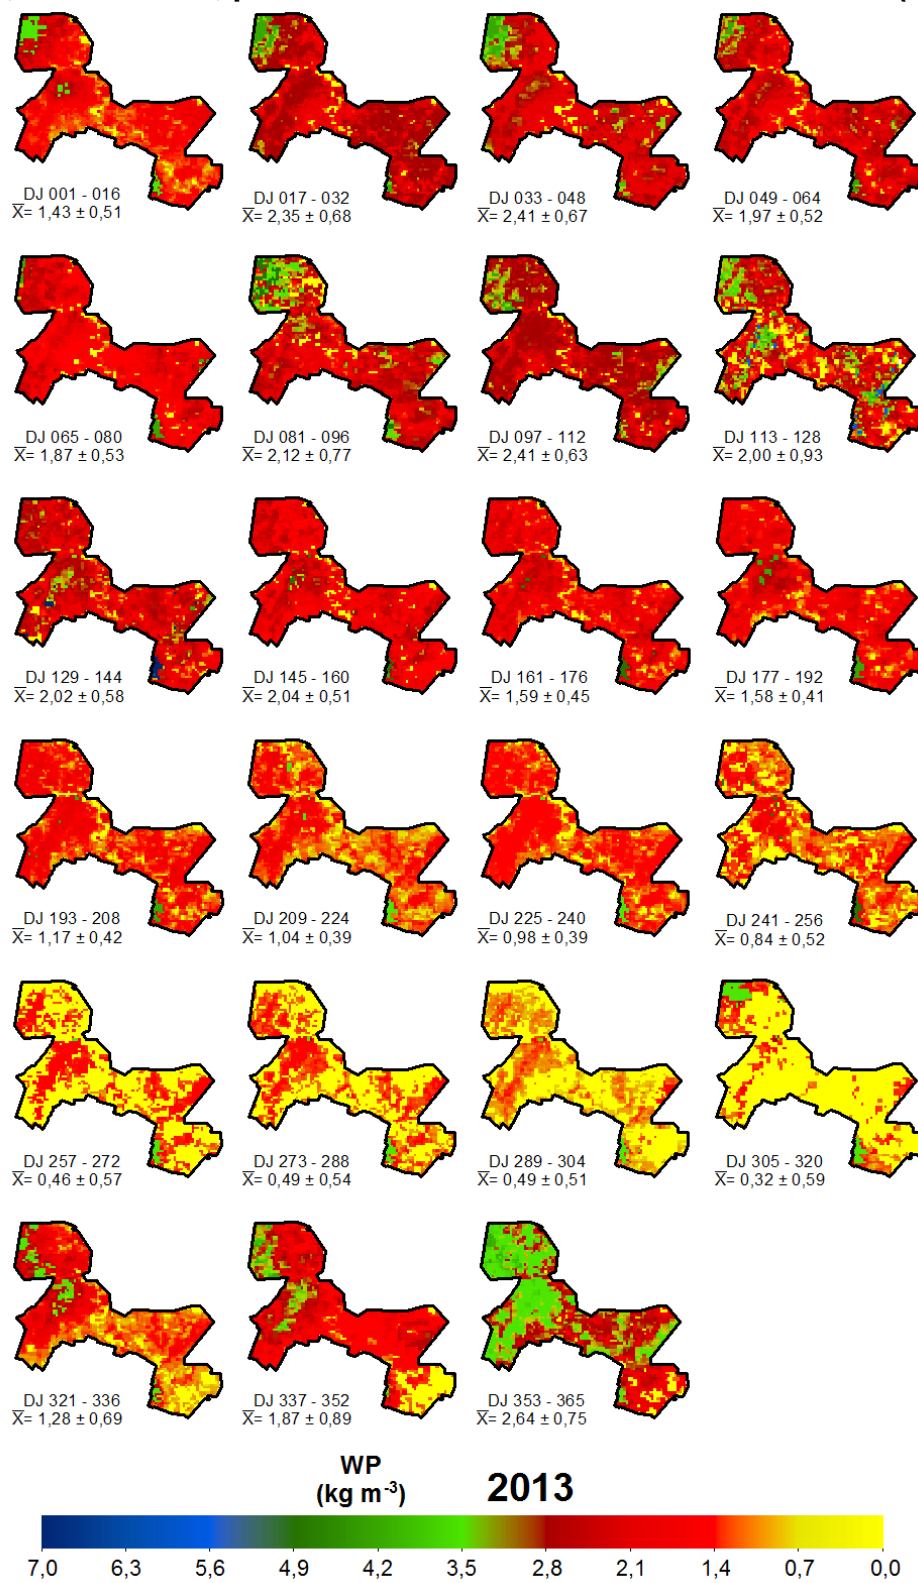 DJ 001 - 016
X= 1,43 ± 0,51
DJ 017 - 032
X= 2,35 ± 0,68
DJ 033 - 048
X= 2,41 ± 0,67
DJ 049 - 064
X= 1,97 ± 0,52
DJ 065 - 080
X= 1,87 ± 0,53
DJ 081 - 096
X= 2,12 ± 0,77
DJ 097 - 112
X= 2,41 ± 0,63
DJ 113 - 128
X= 2,00 ± 0,93
DJ 129 - 144
X= 2,02 ± 0,58
DJ 145 - 160
X= 2,04 ± 0,51
DJ 161 - 176
X= 1,59 ± 0,45
DJ 177 - 192
X= 1,58 ± 0,41
DJ 193 - 208
X= 1,17 ± 0,42
DJ 209 - 224
X= 1,04 ± 0,39
DJ 225 - 240
X= 0,98 ± 0,39
DJ 241 - 256
X= 0,84 ± 0,52
DJ 257 - 272
X= 0,46 ± 0,57
DJ 273 - 288
X= 0,49 ± 0,54
DJ 289 - 304
X= 0,49 ± 0,51
DJ 305 - 320
X= 0,32 ± 0,59
DJ 321 - 336
X= 1,28 ± 0,69
DJ 337 - 352
X= 1,87 ± 0,89
DJ 353 - 365
X= 2,64 ± 0,75
WP
(kg m⁻³)
2013
7,0 6,3 5,6 4,9 4,2 3,5 2,8 2,1 1,4 0,7 0,0